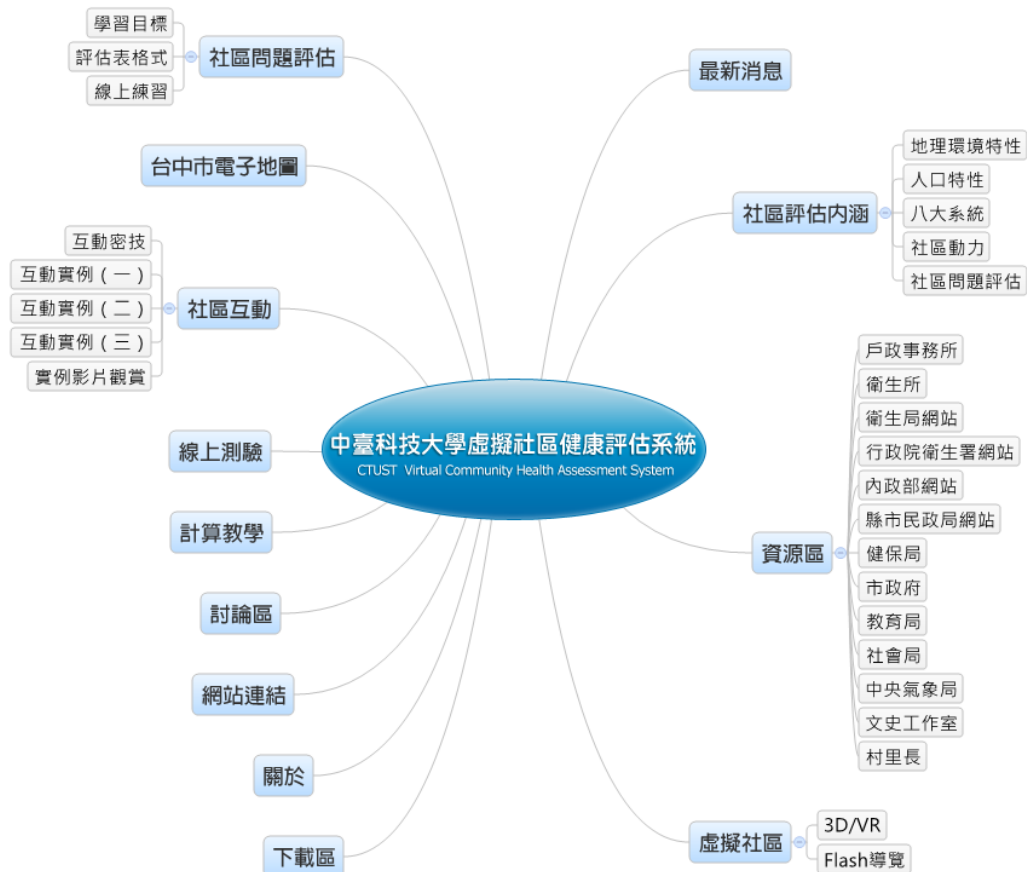 中臺科技大學虛擬社區健康評估系統
CTUST Virtual Community Health Assessment System
最新消息
社區評估内涵
地理環境特性
人口特性
八大系統
社區動力
社區問題評估
資源區
戶政事務所
衛生所
衛生局網站
行政院衛生署網站
內政部網站
縣市民政局網站
健保局
市政府
教育局
社會局
中央氣象局
文史工作室
村里長
虛擬社區
3D/VR
Flash導覽
社區問題評估
學習目標
評估表格式
線上練習
台中市電子地圖
社區互動
互動密技
互動實例（一）
互動實例（二）
互動實例（三）
實例影片觀賞
線上測驗
計算教學
討論區
網站連結
關於
下載區